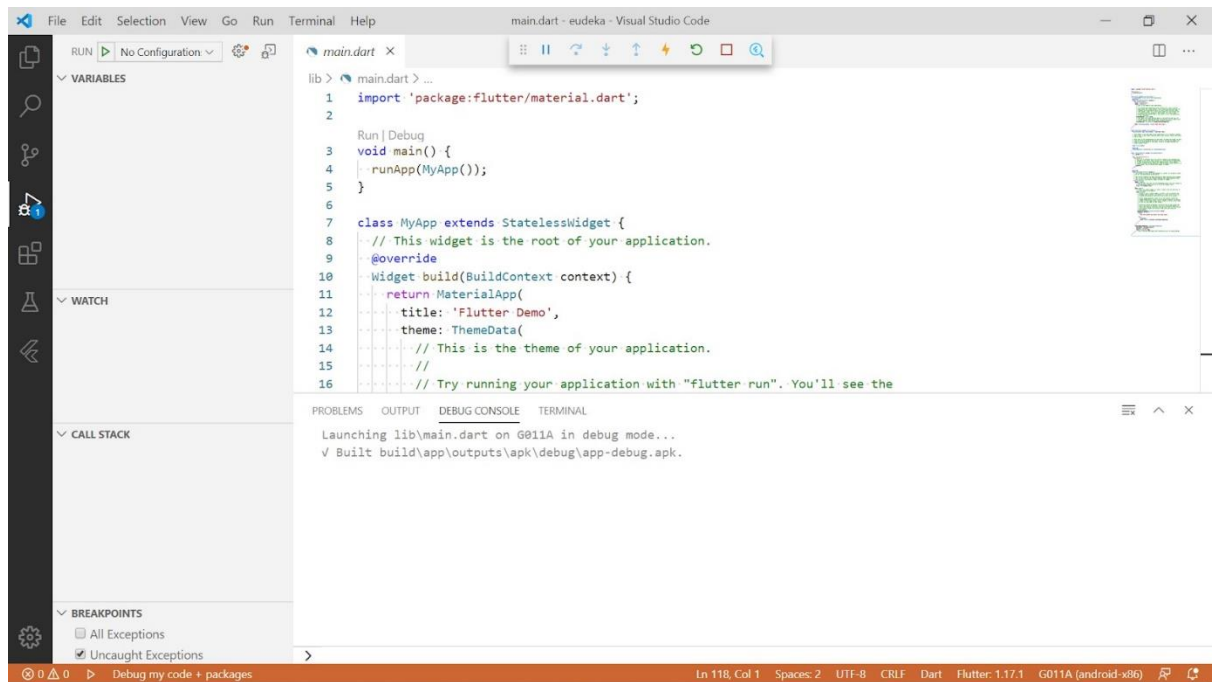 File Edit Selection View Go Run Terminal Help
main.dart - eudeka - Visual Studio Code
RUN No Configuration
main.dart
VARIABLES
lib > main.dart > ...
1 import 'package:flutter/material.dart';
2
Run | Debug
3 void main() {
4 runApp(MyApp());
5 }
6
7 class MyApp extends StatelessWidget {
8 // This widget is the root of your application.
9 @override
10 Widget build(BuildContext context) {
11 return MaterialApp(
12 title: 'Flutter Demo',
13 theme: ThemeData(
14 // This is the theme of your application.
15 //
16 // Try running your application with "flutter run". You'll see the
1
WATCH
PROBLEMS OUTPUT DEBUG CONSOLE TERMINAL
CALL STACK
Launching lib\main.dart on G011A in debug mode...
√ Built build\app\outputs\apk\debug\app-debug.apk.
BREAKPOINTS
All Exceptions
Uncaught Exceptions
>
0 0 Debug my code + packages
Ln 118, Col 1 Spaces: 2 UTF-8 CRLF Dart Flutter: 1.17.1 G011A (android-x86)